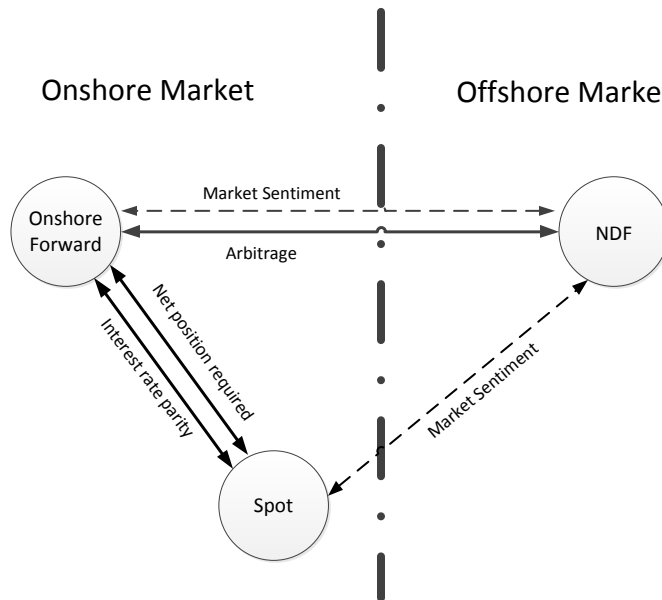 Onshore Market
Offshore Marke
Market Sentiment
Onshore
Forward
NDF
Arbitrage
Net position required
Interest rate parity
Market Sentiment
Spot